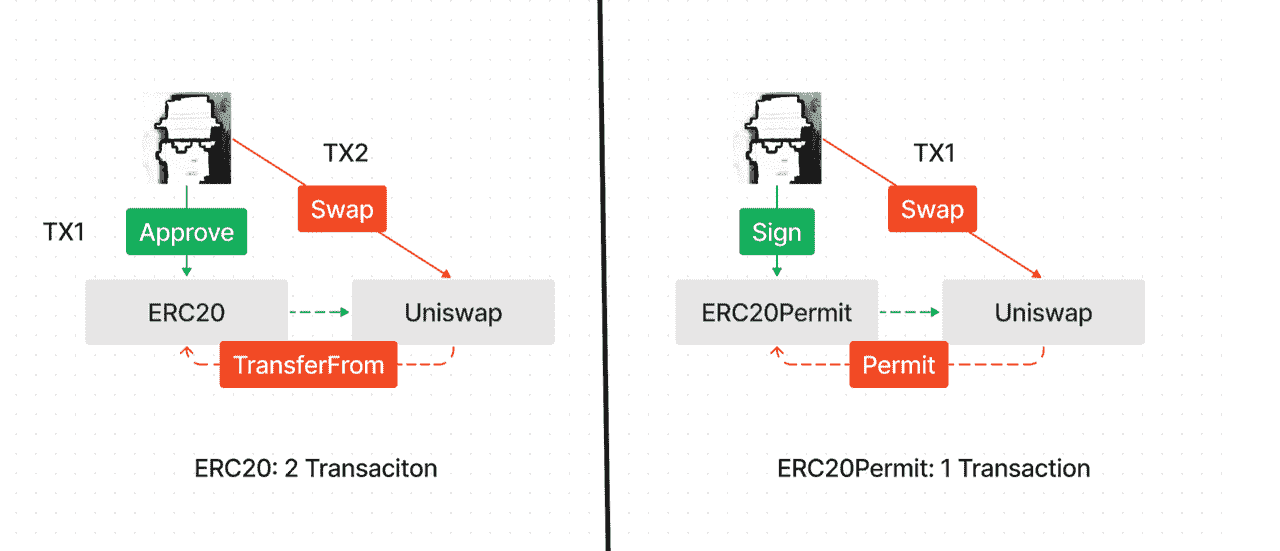 TX2
Swap
TX1
Approve
ERC20
Uniswap
TransferFrom
ERC20: 2 Transaciton
TX1
Swap
Sign
ERC20Permit
Uniswap
Permit
ERC20Permit: 1 Transaction